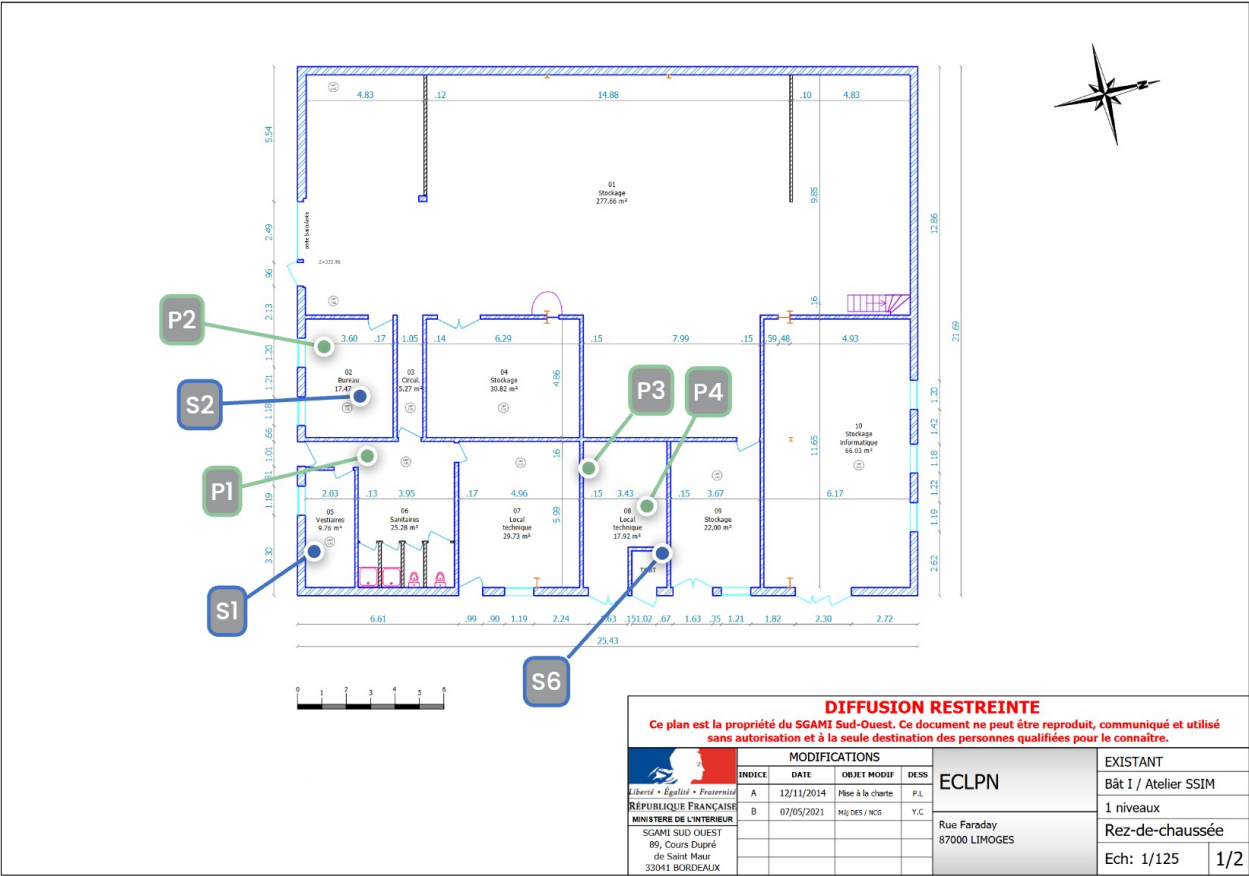 4.83
.12
14.88
.10
4.83
N
5.54
01
Stockage
277.66 m²
9.85
12.86
porte basculante
2.49
Z=333.96
.96
2.13
.16
P2
3.60
.17
1.05
.14
6.29
.15
7.99
.15
.59
.48
4.93
21.69
1.20
02
Bureau
03
Circul.
5.27 m²
04
Stockage
30.82 m²
4.86
P3
P4
1.21
S2
1.18
1.20
.66
10
Stockage
informatique
66.03 m²
1.42
11.65
1.01
.16
1.18
P1
.31
2.03
.13
3.95
.17
4.96
.15
3.43
.15
3.67
6.17
1.22
1.19
05
Vestiaires
9.76 m²
06
Sanitaires
25.28 m²
07
Local
technique
29.73 m²
5.99
08
Local
technique
17.92 m²
09
Stockage
22.00 m²
1.19
3.30
2.62
S1
6.61
.99
.90
1.19
2.24
.15
1.02
.67
1.63
.35
1.21
1.82
2.30
2.72
25.43
S6
0 1 2 3 4 5 6
DIFFUSION RESTREINTE
Ce plan est la propriété du SGAMI Sud-Ouest. Ce document ne peut être reproduit, communiqué et utilisé
sans autorisation et à la seule destination des personnes qualifiées pour le connaître.
Liberté • Égalité • Fraternité
RÉPUBLIQUE FRANÇAISE
MINISTERE DE L'INTERIEUR
SGAMI SUD OUEST
89, Cours Dupré
de Saint Maur
33041 BORDEAUX
MODIFICATIONS
INDICE DATE OBJET MODIF DESS
A 12/11/2014 Mise à la charte P.L
B 07/05/2021 MàJ DES / NCG Y.C
ECLPN
Rue Faraday
87000 LIMOGES
EXISTANT
Bât I / Atelier SSIM
1 niveaux
Rez-de-chaussée
Ech: 1/125
1/2